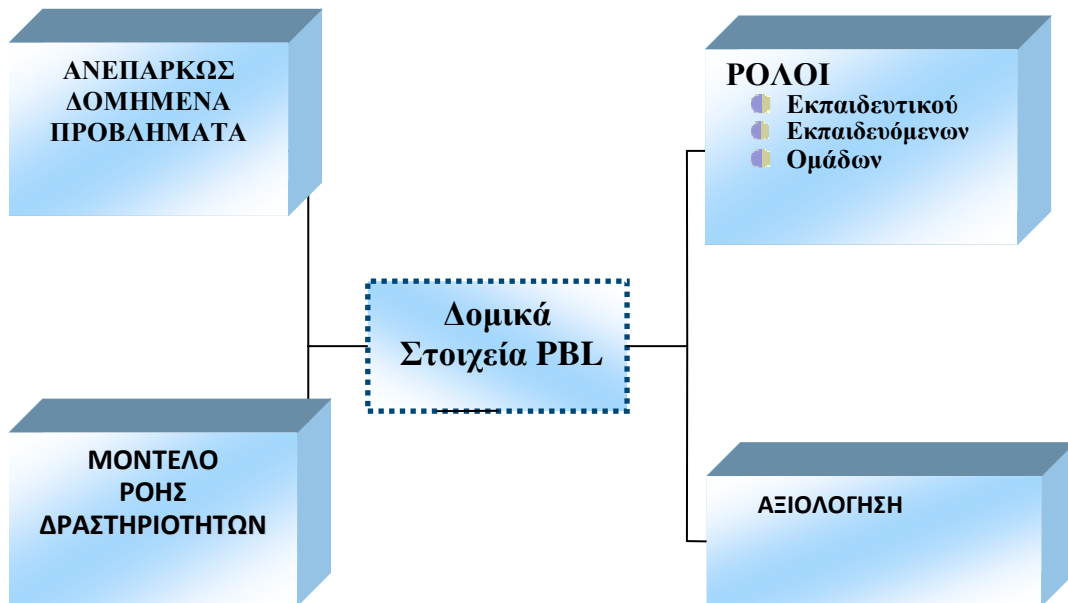 ΑΝΕΠΑΡΚΩΣ
ΔΟΜΗΜΕΝΑ
ΠΡΟΒΛΗΜΑΤΑ
ΡΟΛΟΙ
Εκπαιδευτικού
Εκπαιδευόμενων
Ομάδων
Δομικά
Στοιχεία PBL
ΜΟΝΤΕΛΟ
ΡΟΗΣ
ΔΡΑΣΤΗΡΙΟΤΗΤΩΝ
ΑΞΙΟΛΟΓΗΣΗ